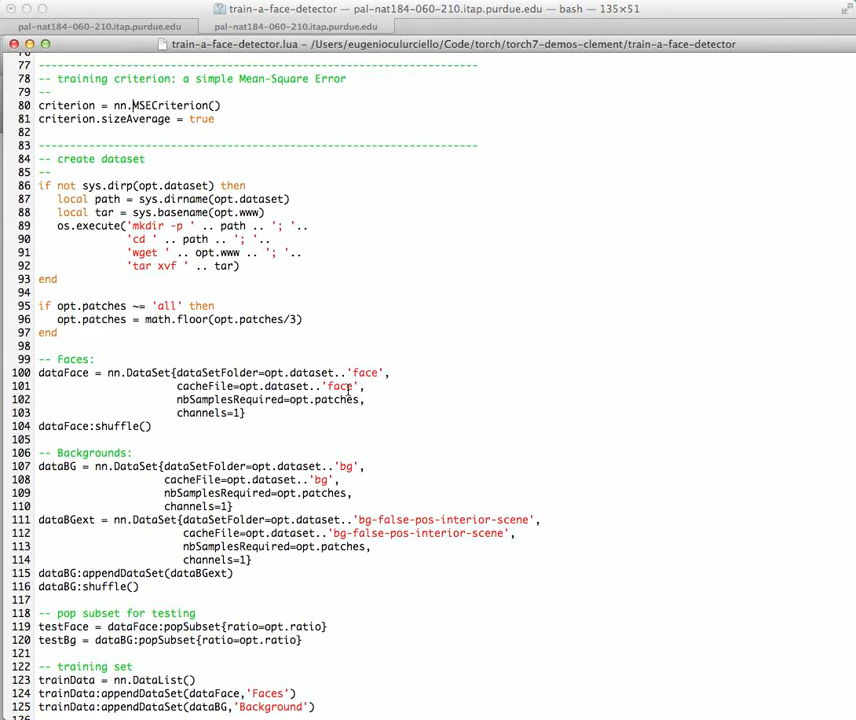 train-a-face-detector — pal-nat184-060-210.itap.purdue.edu — bash — 135×51
pal-nat184-060-210.itap.purdue.edu pal-nat184-060-210.itap.purdue.edu
train-a-face-detector.lua - /Users/eugenioculurciello/Code/torch/torch7-demos-clement/train-a-face-detector
77 ----------------------------------------------------------------------
78 -- training criterion: a simple Mean-Square Error
79 --
80 criterion = nn.MSECriterion()
81 criterion.sizeAverage = true
82
83 ----------------------------------------------------------------------
84 -- create dataset
85 --
86 if not sys.dirp(opt.dataset) then
87    local path = sys.dirname(opt.dataset)
88    local tar = sys.basename(opt.www)
89    os.execute('mkdir -p ' .. path .. '; '..
90               'cd ' .. path .. '; '..
91               'wget ' .. opt.www .. '; '..
92               'tar xvf ' .. tar)
93 end
94
95 if opt.patches ~= 'all' then
96    opt.patches = math.floor(opt.patches/3)
97 end
98
99 -- Faces:
100 dataFace = nn.DataSet{dataSetFolder=opt.dataset..'face',
101                       cacheFile=opt.dataset..'face',
102                       nbSamplesRequired=opt.patches,
103                       channels=1}
104 dataFace:shuffle()
105
106 -- Backgrounds:
107 dataBG = nn.DataSet{dataSetFolder=opt.dataset..'bg',
108                     cacheFile=opt.dataset..'bg',
109                     nbSamplesRequired=opt.patches,
110                     channels=1}
111 dataBGext = nn.DataSet{dataSetFolder=opt.dataset..'bg-false-pos-interior-scene',
112                        cacheFile=opt.dataset..'bg-false-pos-interior-scene',
113                        nbSamplesRequired=opt.patches,
114                        channels=1}
115 dataBG:appendDataSet(dataBGext)
116 dataBG:shuffle()
117
118 -- pop subset for testing
119 testFace = dataFace:popSubset{ratio=opt.ratio}
120 testBg = dataBG:popSubset{ratio=opt.ratio}
121
122 -- training set
123 trainData = nn.DataList()
124 trainData:appendDataSet(dataFace,'Faces')
125 trainData:appendDataSet(dataBG,'Background')